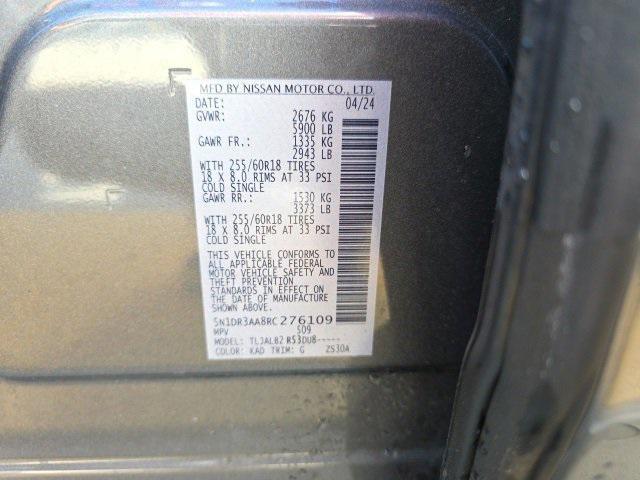 MFD BY NISSAN MOTOR CO., LTD.
DATE: 04/24
GVWR: 2676 KG
5900 LB
GAWR FR.: 1335 KG
2943 LB
WITH 255/60R18 TIRES
18 X 8.0 RIMS AT 33 PSI
COLD SINGLE
GAWR RR.: 1530 KG
3373 LB
WITH 255/60R18 TIRES
18 X 8.0 RIMS AT 33 PSI
COLD SINGLE
THIS VEHICLE CONFORMS TO
ALL APPLICABLE FEDERAL
MOTOR VEHICLE SAFETY AND
THEFT PREVENTION
STANDARDS IN EFFECT ON
THE DATE OF MANUFACTURE
SHOWN ABOVE.
5N1DR3AA8RC276109
MPV S09
MODEL: TLJALB2 R53DU8-----
COLOR: KAD TRIM: G ZS30A